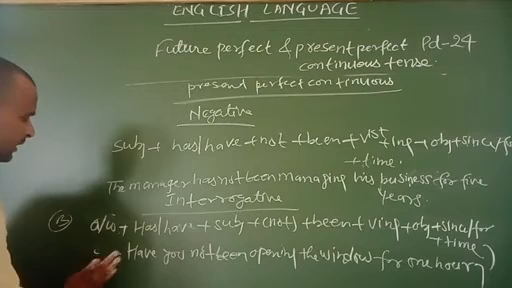 ENGLISH LANGUAGE
Future perfect & present perfect Pd-24
continuous tense.
present perfect continuous
Negative
Subj + has/have + not + been + V1st + ing + obj + since/for
+ time.
The manager has not been managing his business for five
years.
Interrogative
(B) Q/w + Has/have + sub + (not) + been + Ving + obj + since/for
+ time
Have you not been opening the window for one hour